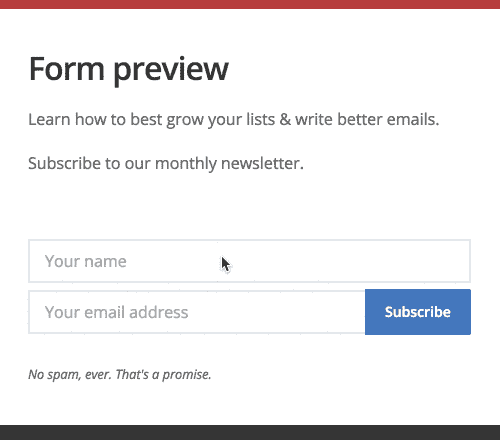 Form preview
Learn how to best grow your lists & write better emails.
Subscribe to our monthly newsletter.
Your name
Your email address
Subscribe
No spam, ever. That's a promise.